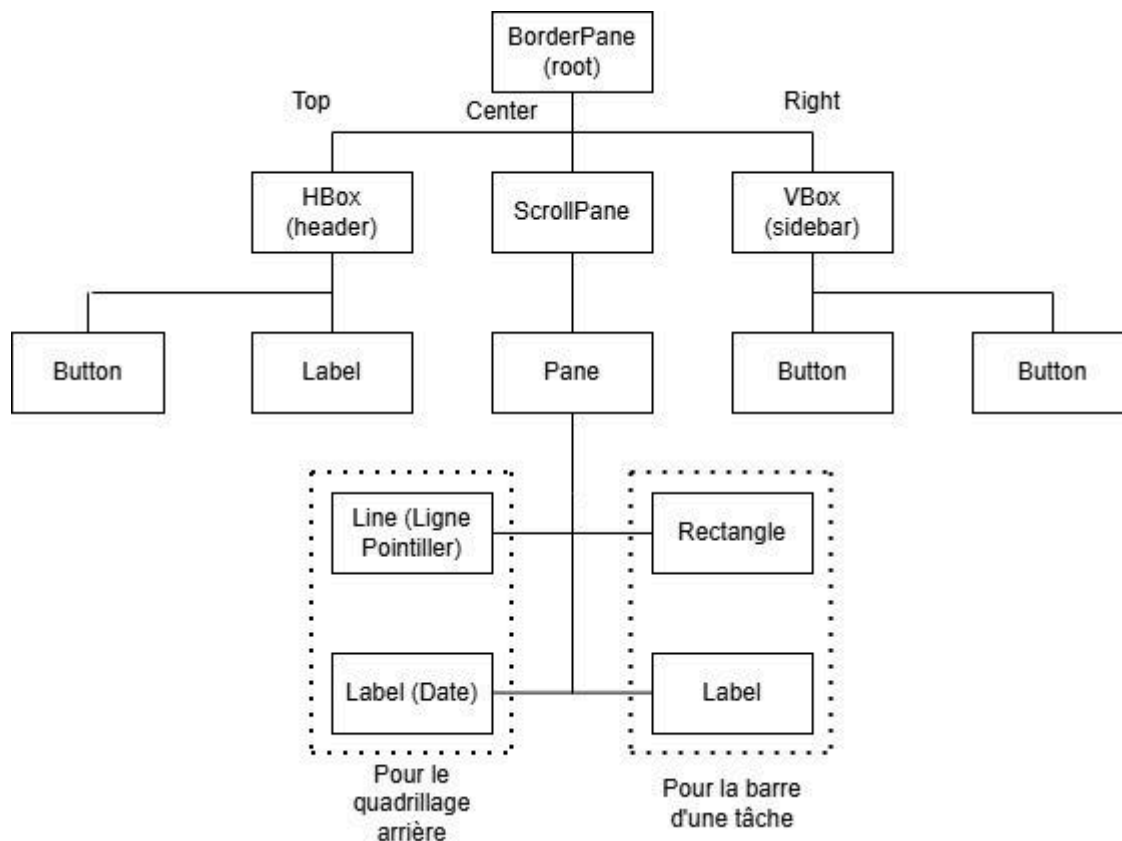 BorderPane
(root)
Top
Center
Right
HBox
(header)
ScrollPane
VBox
(sidebar)
Button
Label
Pane
Button
Button
Line (Ligne
Pointiller)
Rectangle
Label (Date)
Label
Pour le
quadrillage
arrière
Pour la barre
d'une tâche